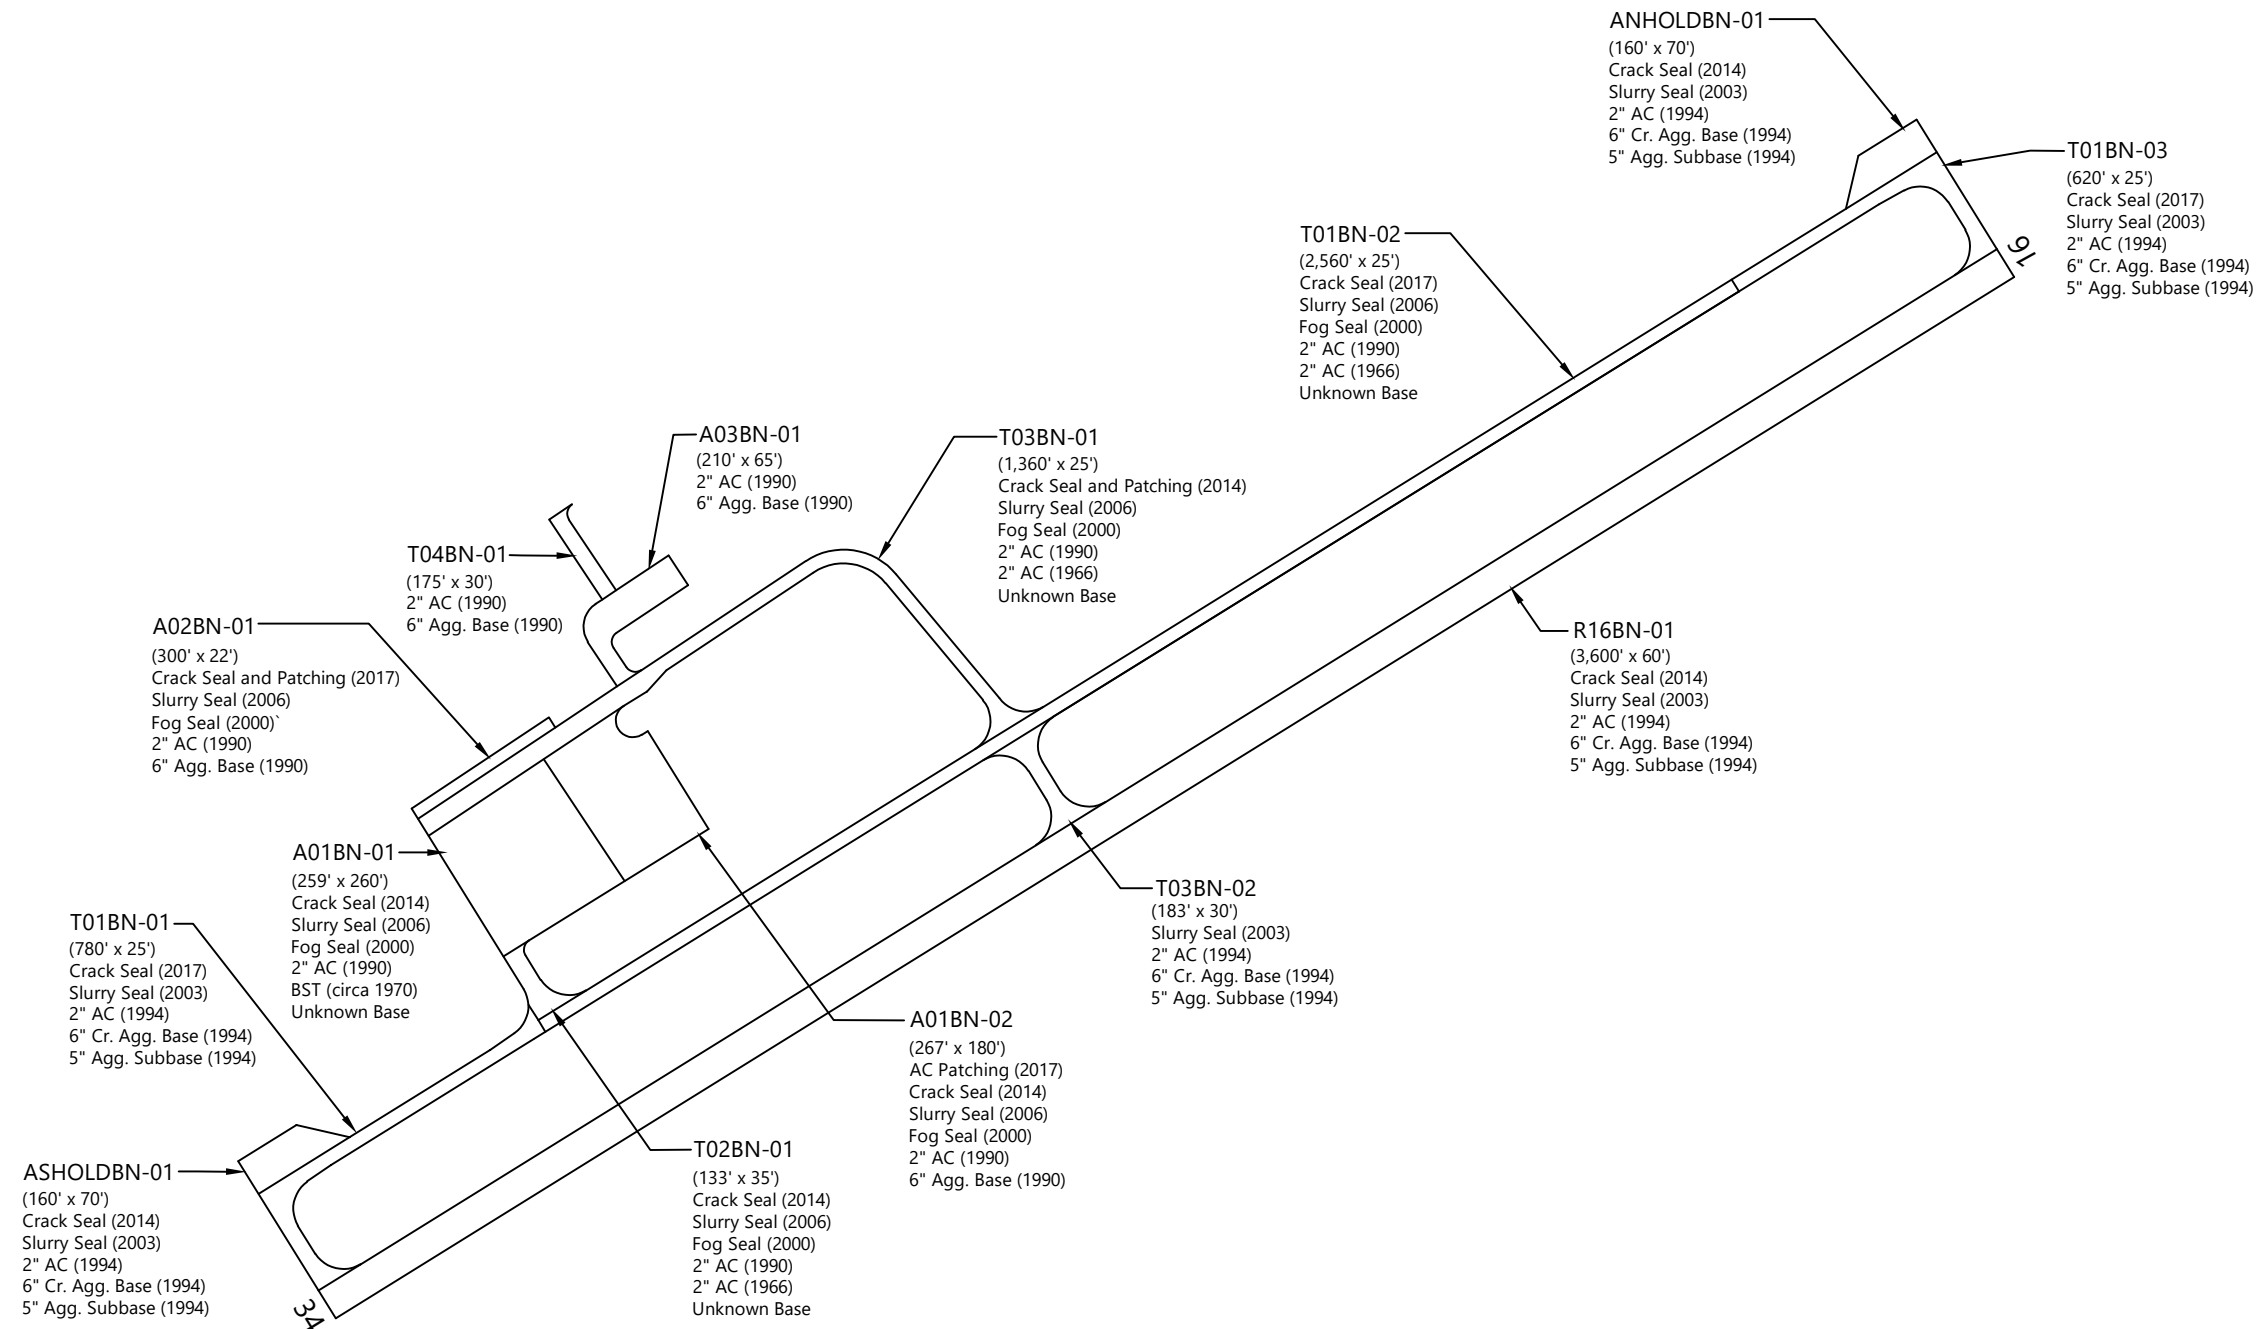 ANHOLDBN-01
(160' x 70')
Crack Seal (2014)
Slurry Seal (2003)
2" AC (1994)
6" Cr. Agg. Base (1994)
5" Agg. Subbase (1994)
T01BN-03
(620' x 25')
Crack Seal (2017)
Slurry Seal (2003)
2" AC (1994)
6" Cr. Agg. Base (1994)
5" Agg. Subbase (1994)
16
T01BN-02
(2,560' x 25')
Crack Seal (2017)
Slurry Seal (2006)
Fog Seal (2000)
2" AC (1990)
2" AC (1966)
Unknown Base
A03BN-01
(210' x 65')
2" AC (1990)
6" Agg. Base (1990)
T03BN-01
(1,360' x 25')
Crack Seal and Patching (2014)
Slurry Seal (2006)
Fog Seal (2000)
2" AC (1990)
2" AC (1966)
Unknown Base
T04BN-01
(175' x 30')
2" AC (1990)
6" Agg. Base (1990)
A02BN-01
(300' x 22')
Crack Seal and Patching (2017)
Slurry Seal (2006)
Fog Seal (2000)`
2" AC (1990)
6" Agg. Base (1990)
R16BN-01
(3,600' x 60')
Crack Seal (2014)
Slurry Seal (2003)
2" AC (1994)
6" Cr. Agg. Base (1994)
5" Agg. Subbase (1994)
A01BN-01
(259' x 260')
Crack Seal (2014)
Slurry Seal (2006)
Fog Seal (2000)
2" AC (1990)
BST (circa 1970)
Unknown Base
T03BN-02
(183' x 30')
Slurry Seal (2003)
2" AC (1994)
6" Cr. Agg. Base (1994)
5" Agg. Subbase (1994)
T01BN-01
(780' x 25')
Crack Seal (2017)
Slurry Seal (2003)
2" AC (1994)
6" Cr. Agg. Base (1994)
5" Agg. Subbase (1994)
A01BN-02
(267' x 180')
AC Patching (2017)
Crack Seal (2014)
Slurry Seal (2006)
Fog Seal (2000)
2" AC (1990)
6" Agg. Base (1990)
T02BN-01
(133' x 35')
Crack Seal (2014)
Slurry Seal (2006)
Fog Seal (2000)
2" AC (1990)
2" AC (1966)
Unknown Base
ASHOLDBN-01
(160' x 70')
Crack Seal (2014)
Slurry Seal (2003)
2" AC (1994)
6" Cr. Agg. Base (1994)
5" Agg. Subbase (1994)
34